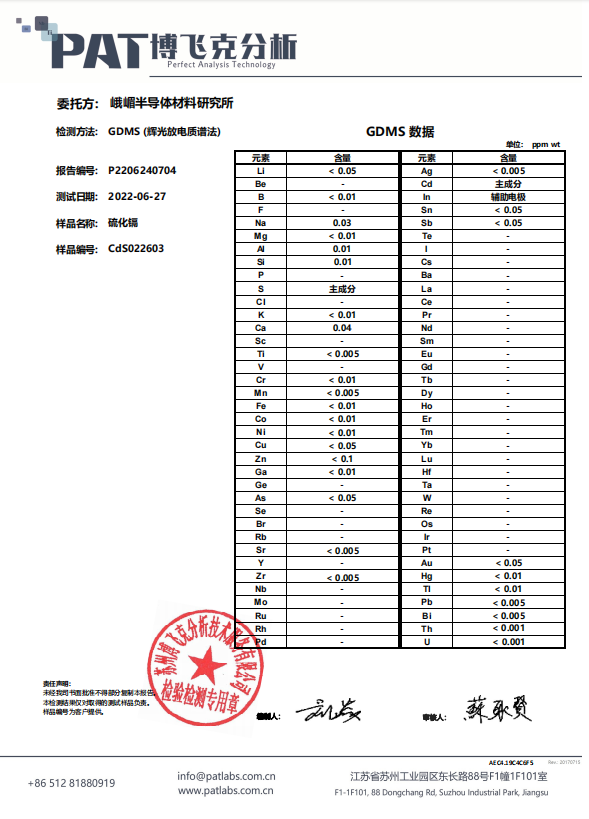 PAT 博飞克分析
Perfect Analysis Technology
委托方： 峨嵋半导体材料研究所
检测方法： GDMS (辉光放电质谱法)
GDMS 数据
单位： ppm wt
报告编号： P2206240704
测试日期： 2022-06-27
样品名称： 硫化镉
样品编号： CdS022603
元素 含量 元素 含量
Li < 0.05 Ag < 0.005
Be - Cd 主成分
B < 0.01 In 辅助电极
F - Sn < 0.05
Na 0.03 Sb < 0.05
Mg < 0.01 Te -
Al 0.01 I -
Si 0.01 Cs -
P - Ba -
S 主成分 La -
Cl - Ce -
K < 0.01 Pr -
Ca 0.04 Nd -
Sc - Sm -
Ti < 0.005 Eu -
V - Gd -
Cr < 0.01 Tb -
Mn < 0.005 Dy -
Fe < 0.01 Ho -
Co < 0.01 Er -
Ni < 0.01 Tm -
Cu < 0.05 Yb -
Zn < 0.1 Lu -
Ga < 0.01 Hf -
Ge - Ta -
As < 0.05 W -
Se - Re -
Br - Os -
Rb - Ir -
Sr < 0.005 Pt -
Y - Au < 0.05
Zr < 0.005 Hg < 0.01
Nb - Tl < 0.01
Mo - Pb < 0.005
Ru - Bi < 0.005
Rh - Th < 0.001
Pd - U < 0.001
苏州博飞克分析技术服务有限公司
检验检测专用章
责任声明：
未经我司书面批准不得部分复制本报告。
本检测结果仅对取得的测试样品负责。
样品编号为客户提供。
编制人：
审核人：
AEC4.19C4C6F5 Rev. 20170715
+86 512 81880919
info@patlabs.com.cn
www.patlabs.com.cn
江苏省苏州工业园区东长路88号F1幢1F101室
F1-1F101, 88 Dongchang Rd, Suzhou Industrial Park, Jiangsu